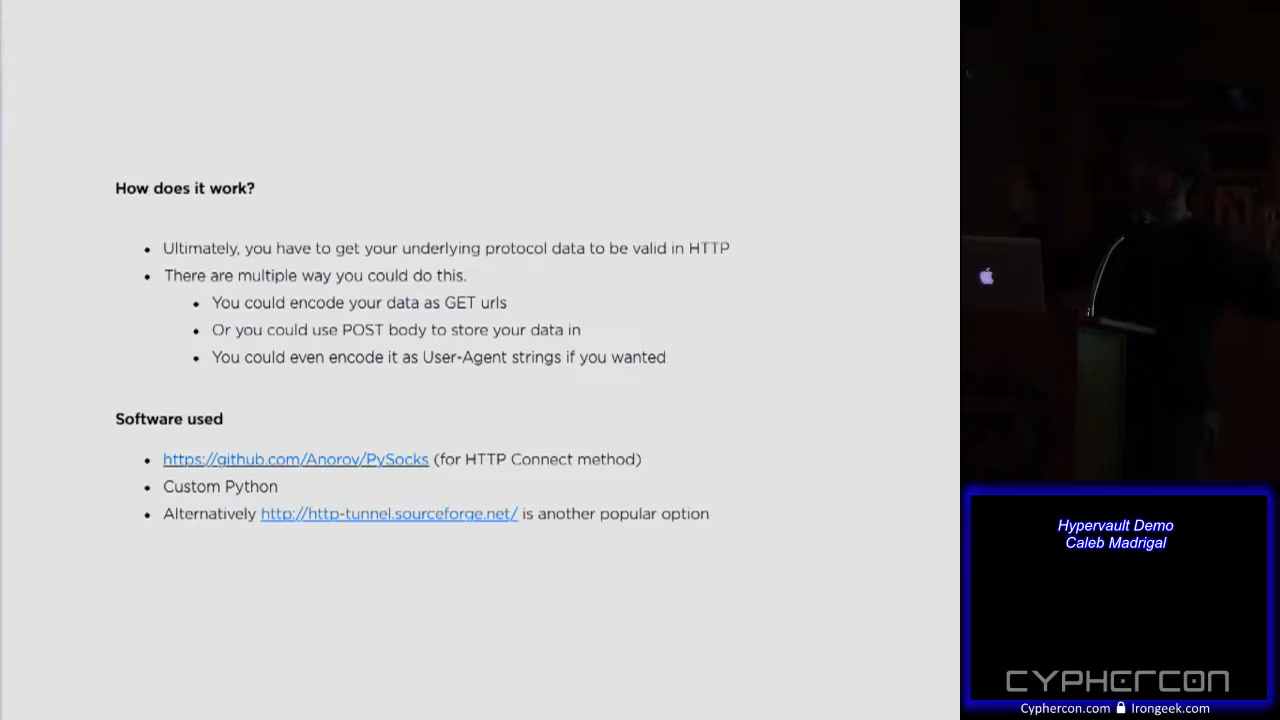 How does it work?
Ultimately, you have to get your underlying protocol data to be valid in HTTP
There are multiple way you could do this.
You could encode your data as GET urls
Or you could use POST body to store your data in
You could even encode it as User-Agent strings if you wanted
Software used
https://github.com/Anorov/PySocks (for HTTP Connect method)
Custom Python
Alternatively http://http-tunnel.sourceforge.net/ is another popular option
Hypervault Demo
Caleb Madrigal
CYPHERCON
Cyphercon.com Irongeek.com